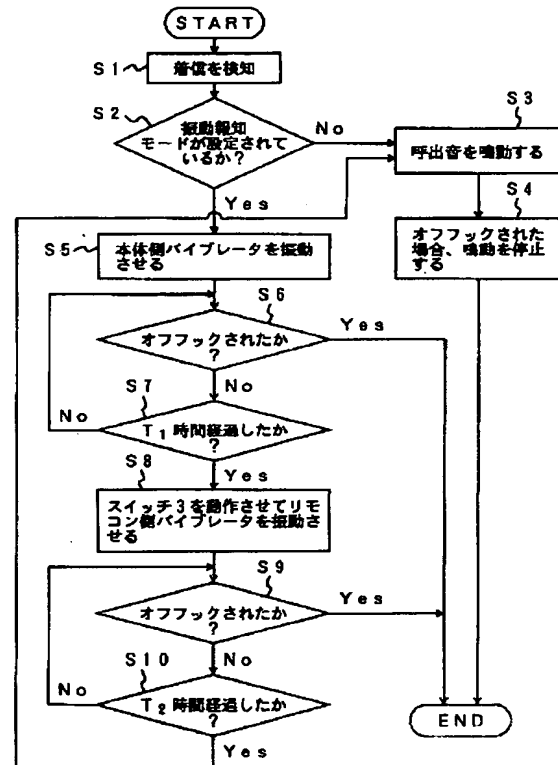 START
S1
着信を検知
S2
振動報知
モードが設定されて
いるか?
No
Yes
S3
呼出音を鳴動する
S4
オフフックされた
場合、鳴動を停止
する
S5
本体側バイブレータを振動
させる
S6
オフフックされたか
?
Yes
No
S7
T1時間経過したか
?
No
Yes
S8
スイッチ3を動作させてリモ
コン側バイブレータを振動さ
せる
S9
オフフックされたか
?
Yes
No
S10
T2時間経過したか
?
No
Yes
END